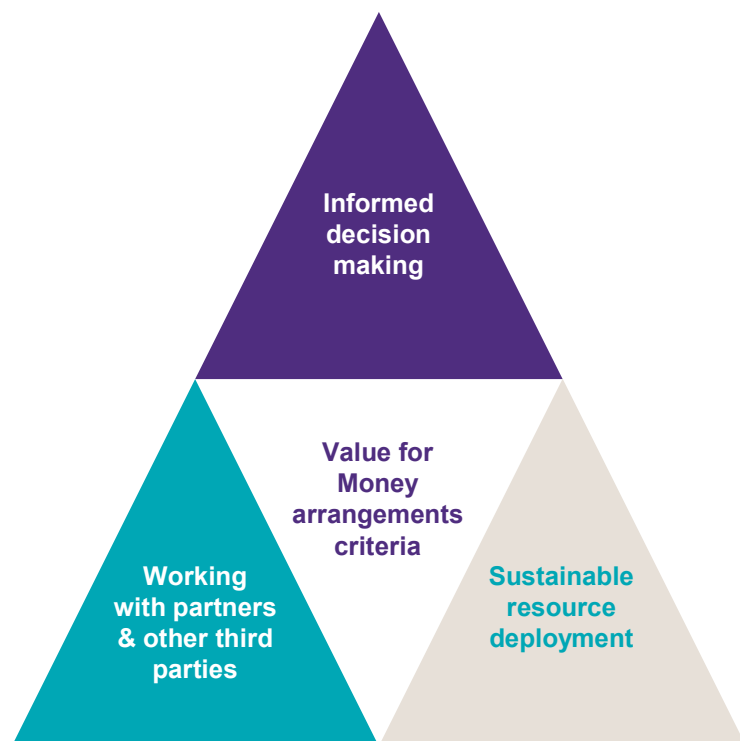 Informed
decision
making
Value for
Money
arrangements
criteria
Working
with partners
& other third
parties
Sustainable
resource
deployment